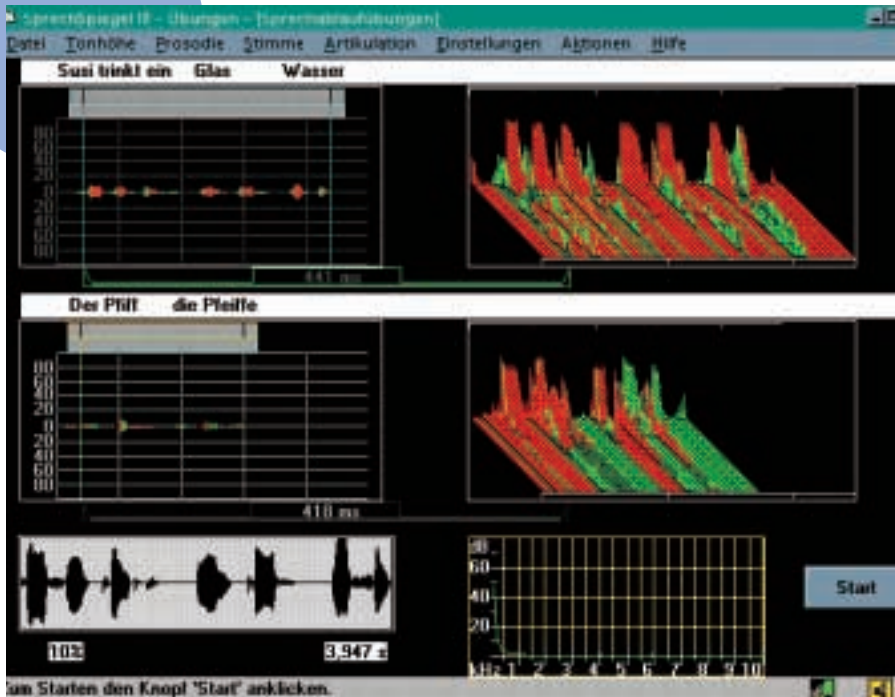 SprechSpiegel III - Übungen - [Sprechablaufübungen]
Datei Tonhöhe Prosodie Stimme Artikulation Einstellungen Aktionen Hilfe
Susi trinkt ein Glas Wasser
80
60
40
20
0
20
40
60
80
441 ms
Der Pfiff die Pfeiffe
80
60
40
20
0
20
40
60
80
418 ms
10%
3,947 s
dB
60
40
20
kHz 1 2 3 4 5 6 7 8 9 10
Start
Zum Starten den Knopf 'Start' anklicken.